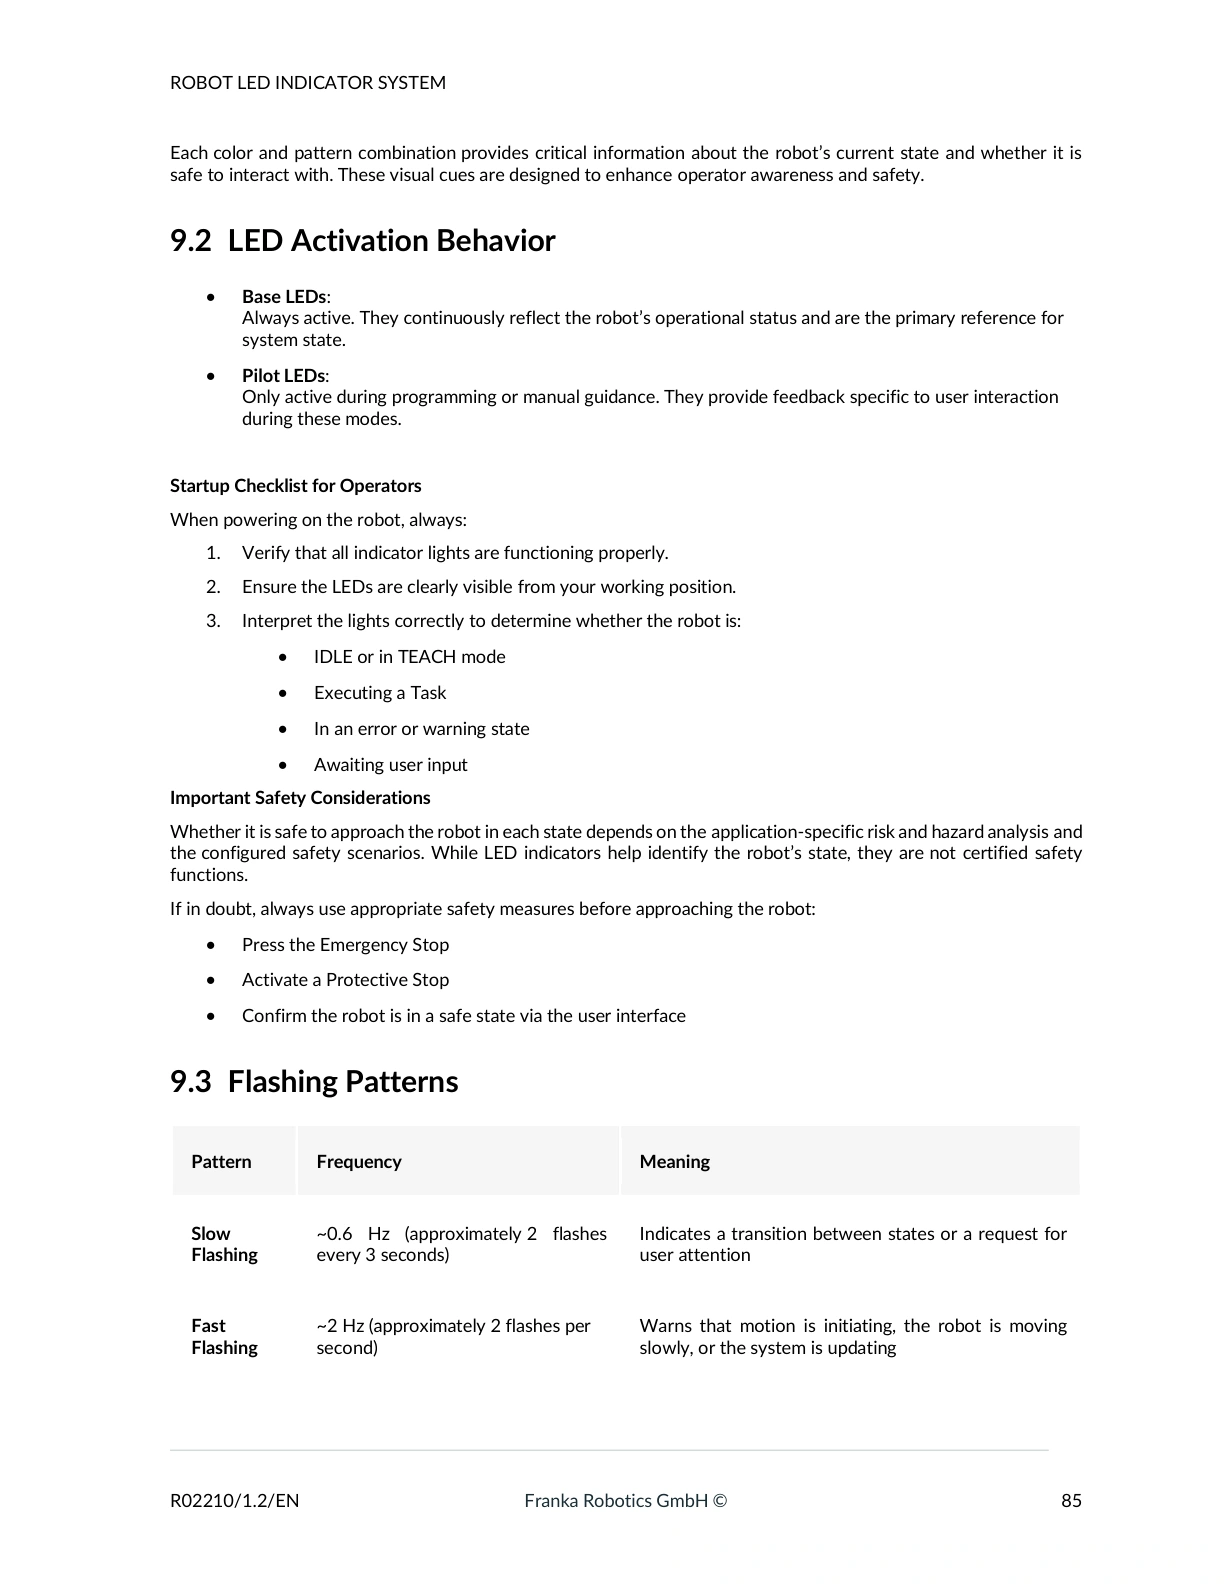 ROBOT LED INDICATOR SYSTEM
Each color and pattern combination provides critical information about the robot’s current state and whether it is
safe to interact with. These visual cues are designed to enhance operator awareness and safety.
9.2 LED Activation Behavior
• Base LEDs:
Always active. They continuously reflect the robot’s operational status and are the primary reference for
system state.
• Pilot LEDs:
Only active during programming or manual guidance. They provide feedback specific to user interaction
during these modes.
Startup Checklist for Operators
When powering on the robot, always:
1. Verify that all indicator lights are functioning properly.
2. Ensure the LEDs are clearly visible from your working position.
3. Interpret the lights correctly to determine whether the robot is:
• IDLE or in TEACH mode
• Executing a Task
• In an error or warning state
• Awaiting user input
Important Safety Considerations
Whether it is safe to approach the robot in each state depends on the application-specific risk and hazard analysis and
the configured safety scenarios. While LED indicators help identify the robot’s state, they are not certified safety
functions.
If in doubt, always use appropriate safety measures before approaching the robot:
• Press the Emergency Stop
• Activate a Protective Stop
• Confirm the robot is in a safe state via the user interface
9.3 Flashing Patterns
Pattern Frequency Meaning
Slow ~0.6 Hz (approximately 2 flashes Indicates a transition between states or a request for
Flashing every 3 seconds) user attention
Fast ~2 Hz (approximately 2 flashes per Warns that motion is initiating, the robot is moving
Flashing second) slowly, or the system is updating
R02210/1.2/EN Franka Robotics GmbH © 85